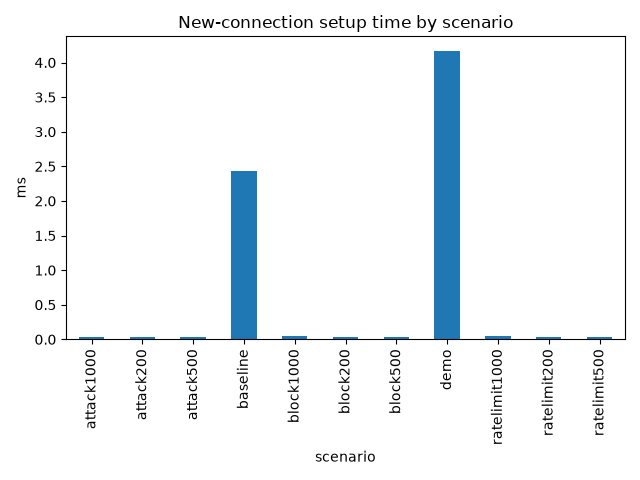 New-connection setup time by scenario
4.0
3.5
3.0
2.5
2.0
1.5
1.0
0.5
0.0
ms
attack1000
attack200
attack500
baseline
block1000
block200
block500
demo
ratelimit1000
ratelimit200
ratelimit500
scenario